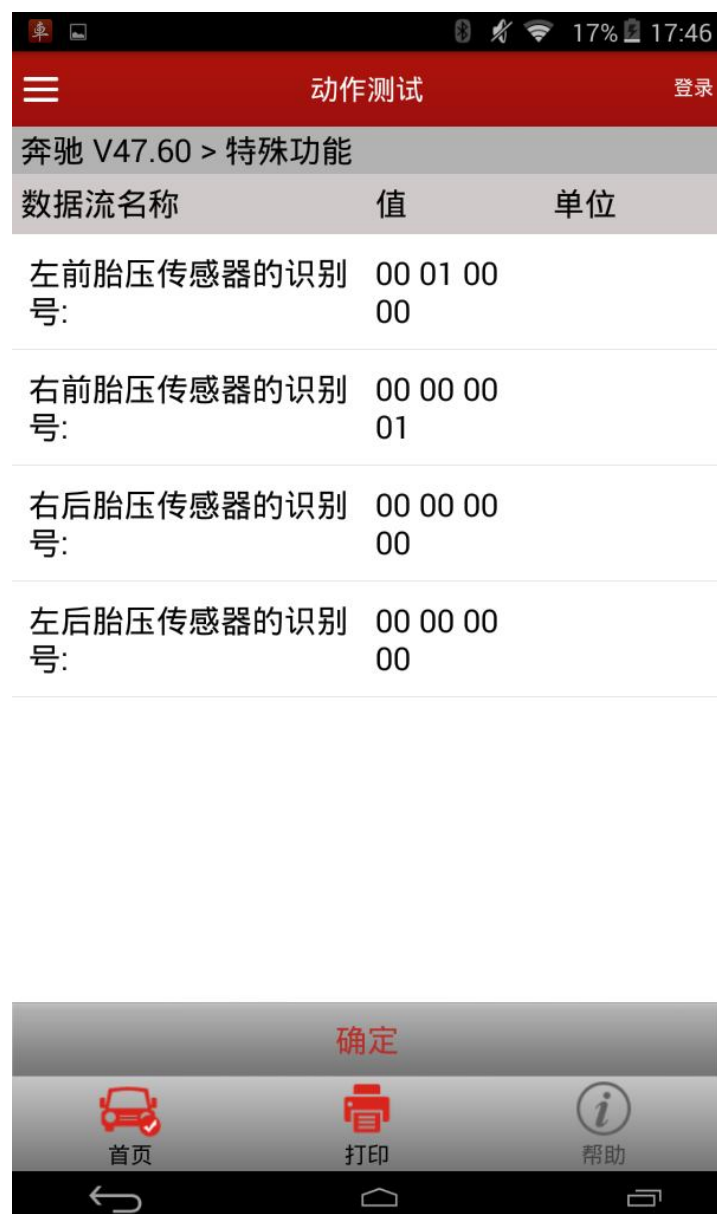 車
17% 17:46
动作测试 登录
奔驰 V47.60 > 特殊功能
数据流名称 值 单位
左前胎压传感器的识别 00 01 00
号: 00
右前胎压传感器的识别 00 00 00
号: 01
右后胎压传感器的识别 00 00 00
号: 00
左后胎压传感器的识别 00 00 00
号: 00
确定
首页 打印 帮助